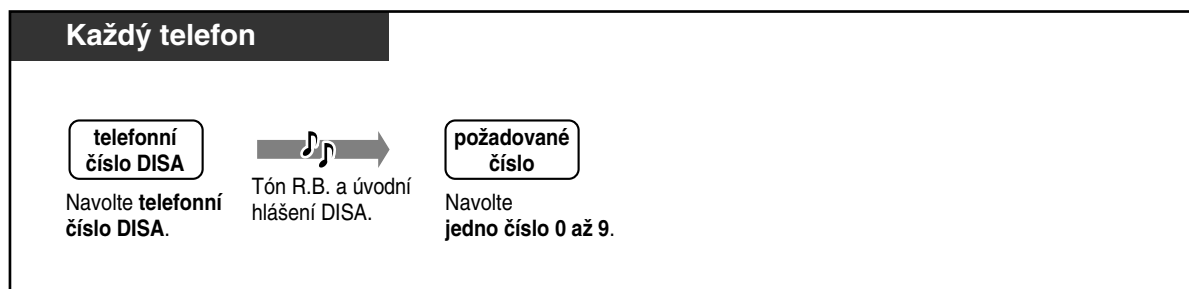 Každý telefon
telefonní
číslo DISA
Navolte telefonní
číslo DISA.
Tón R.B. a úvodní
hlášení DISA.
požadované
číslo
Navolte
jedno číslo 0 až 9.